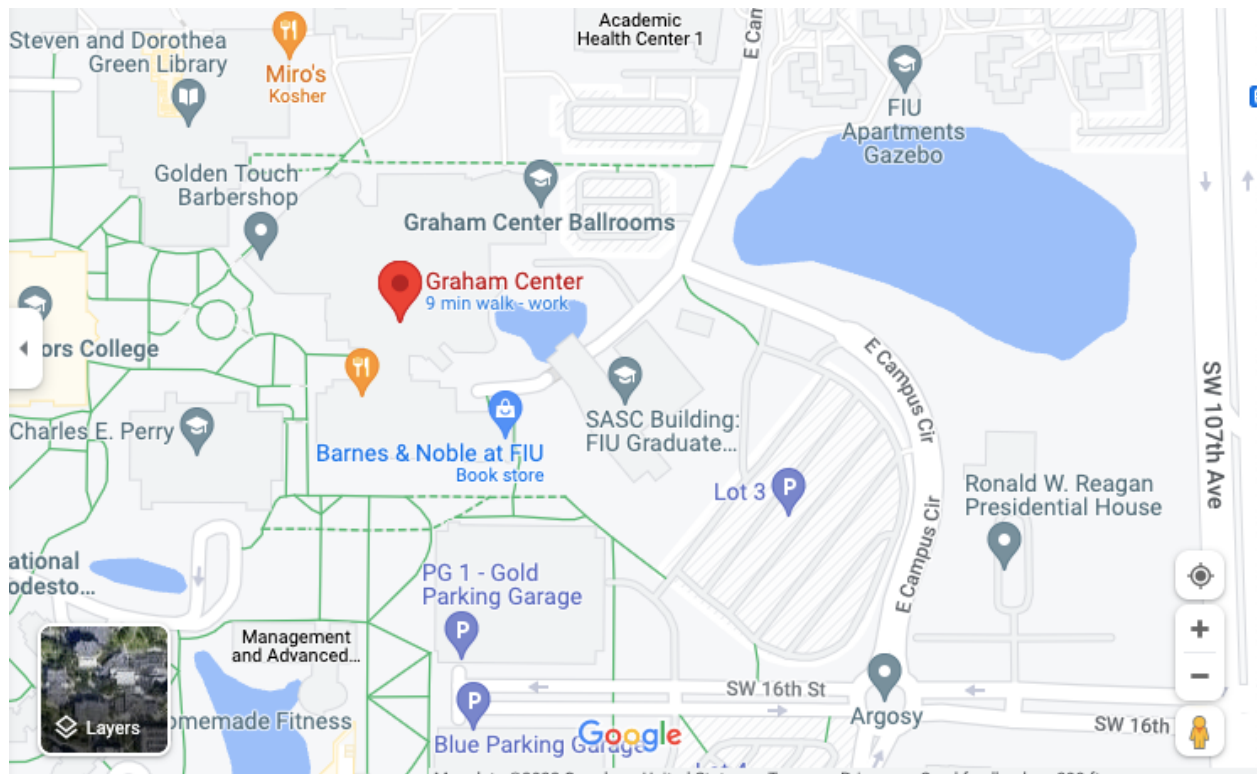 Steven and Dorothea
Green Library
Miro's
Kosher
Academic
Health Center 1
E Cam
FIU
Apartments
Gazebo
Golden Touch
Barbershop
Graham Center Ballrooms
Graham Center
9 min walk - work
ors College
E Campus Cir
SW 107th Ave
Charles E. Perry
Barnes & Noble at FIU
Book store
SASC Building:
FIU Graduate...
Lot 3
P
Ronald W. Reagan
Presidential House
E Campus Cir
ational
odesto...
PG 1 - Gold
Parking Garage
P
Management
and Advanced...
SW 16th St
Argosy
SW 16th
P
Blue Parking Garage
Google
Layers
omemade Fitness
+
−